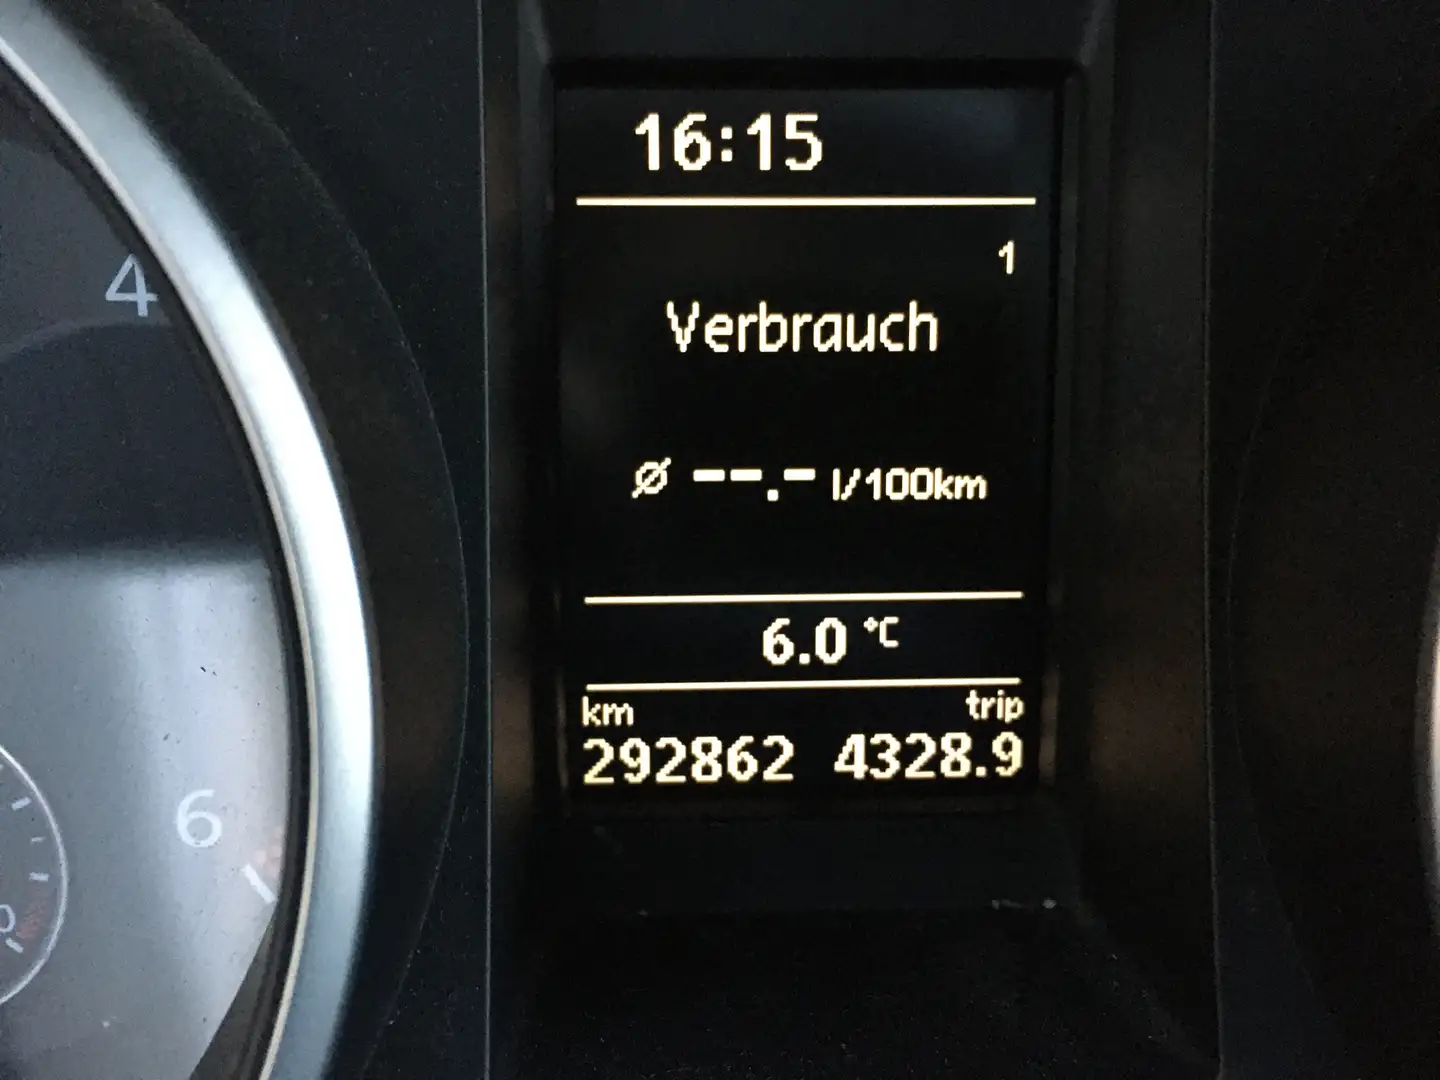 16:15
1
Verbrauch
Ø --.- l/100km
6.0 °C
km trip
292862 4328.9
4
6